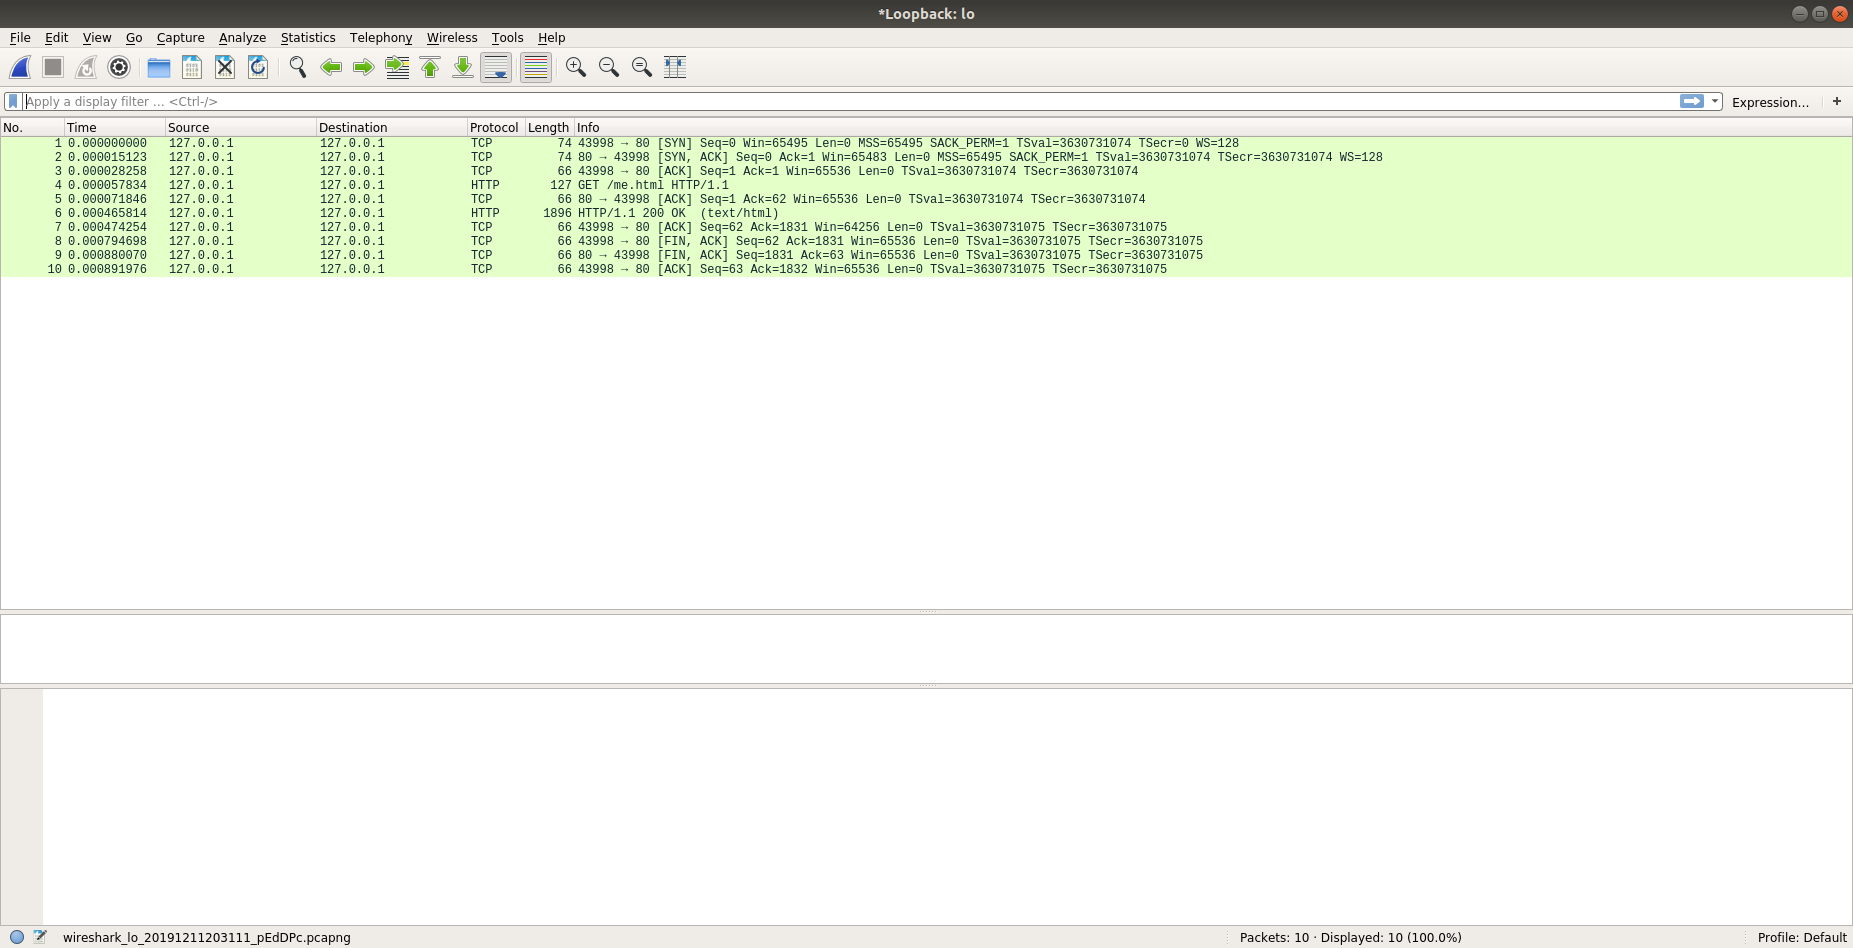 *Loopback: lo
File Edit View Go Capture Analyze Statistics Telephony Wireless Tools Help
Apply a display filter ... <Ctrl-/> Expression... +
No. Time Source Destination Protocol Length Info
1 0.000000000 127.0.0.1 127.0.0.1 TCP 74 43998 → 80 [SYN] Seq=0 Win=65495 Len=0 MSS=65495 SACK_PERM=1 TSval=3630731074 TSecr=0 WS=128
2 0.000015123 127.0.0.1 127.0.0.1 TCP 74 80 → 43998 [SYN, ACK] Seq=0 Ack=1 Win=65483 Len=0 MSS=65495 SACK_PERM=1 TSval=3630731074 TSecr=3630731074 WS=128
3 0.000028258 127.0.0.1 127.0.0.1 TCP 66 43998 → 80 [ACK] Seq=1 Ack=1 Win=65536 Len=0 TSval=3630731074 TSecr=3630731074
4 0.000057834 127.0.0.1 127.0.0.1 HTTP 127 GET /me.html HTTP/1.1
5 0.000071846 127.0.0.1 127.0.0.1 TCP 66 80 → 43998 [ACK] Seq=1 Ack=62 Win=65536 Len=0 TSval=3630731074 TSecr=3630731074
6 0.000465814 127.0.0.1 127.0.0.1 HTTP 1896 HTTP/1.1 200 OK (text/html)
7 0.000474254 127.0.0.1 127.0.0.1 TCP 66 43998 → 80 [ACK] Seq=62 Ack=1831 Win=64256 Len=0 TSval=3630731075 TSecr=3630731075
8 0.000794698 127.0.0.1 127.0.0.1 TCP 66 43998 → 80 [FIN, ACK] Seq=62 Ack=1831 Win=65536 Len=0 TSval=3630731075 TSecr=3630731075
9 0.000880070 127.0.0.1 127.0.0.1 TCP 66 80 → 43998 [FIN, ACK] Seq=1831 Ack=63 Win=65536 Len=0 TSval=3630731075 TSecr=3630731075
10 0.000891976 127.0.0.1 127.0.0.1 TCP 66 43998 → 80 [ACK] Seq=63 Ack=1832 Win=65536 Len=0 TSval=3630731075 TSecr=3630731075
wireshark_lo_20191211203111_pEdDPc.pcapng Packets: 10 · Displayed: 10 (100.0%) Profile: Default